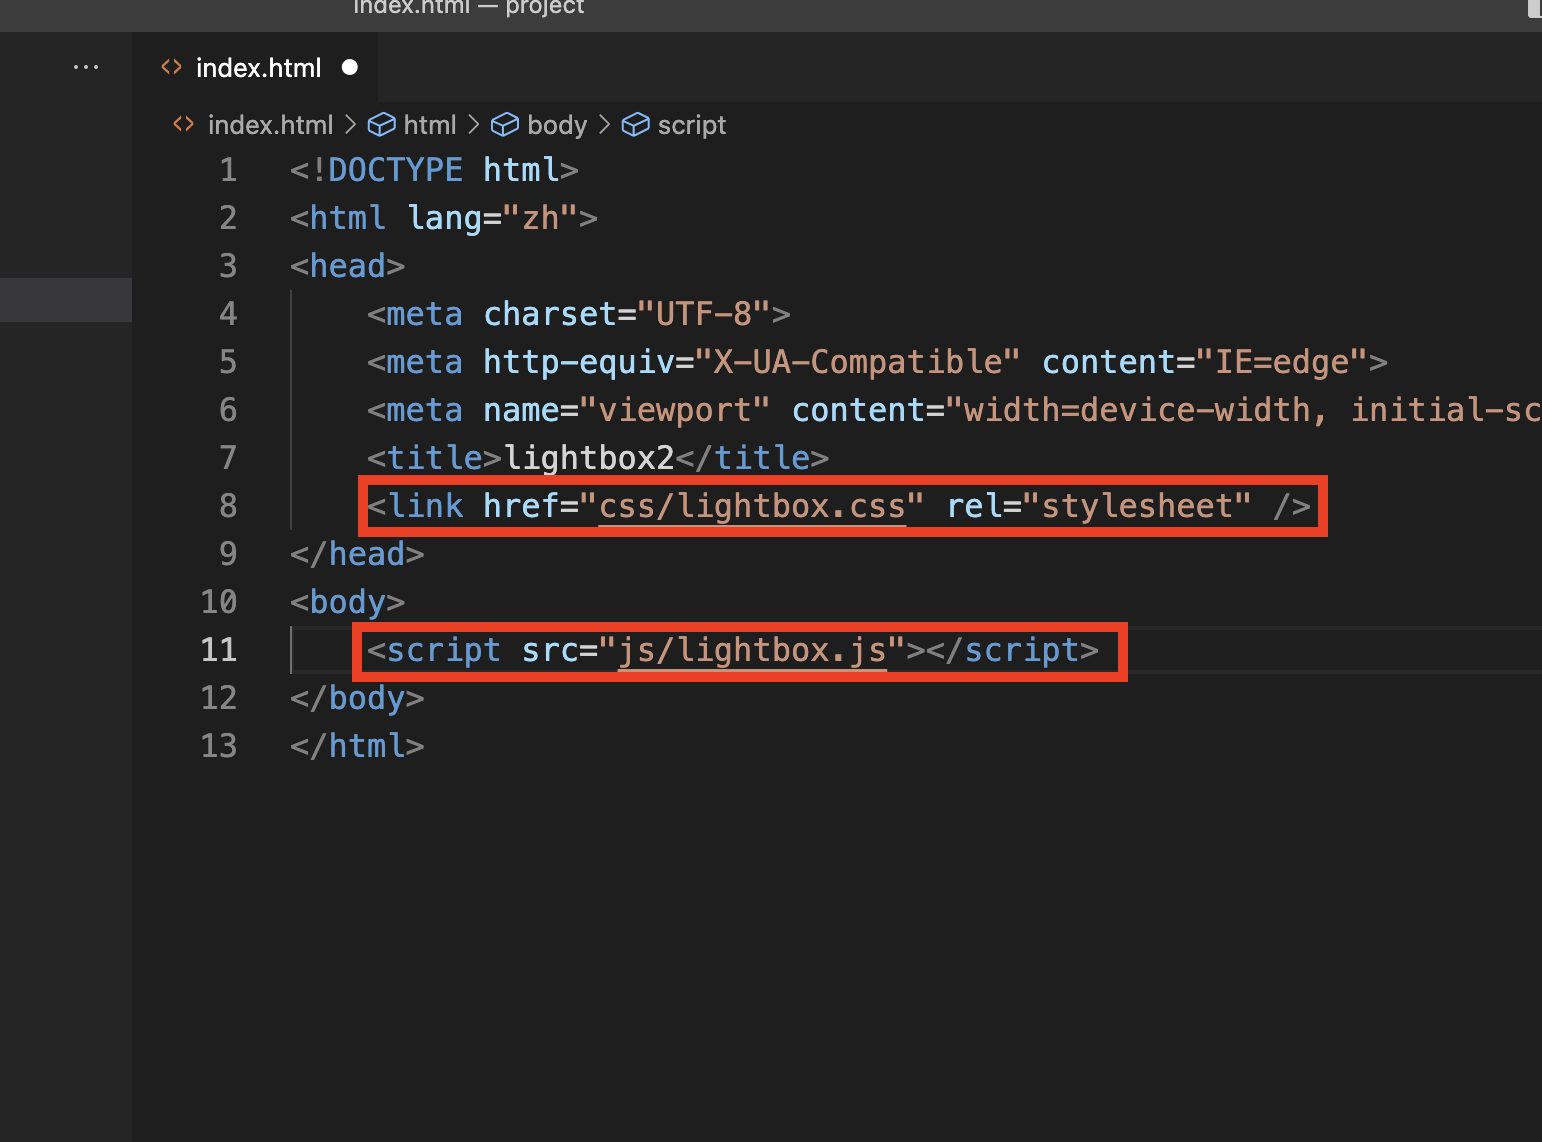 index.html — project
index.html
index.html > html > body > script
1 <!DOCTYPE html>
2 <html lang="zh">
3 <head>
4 <meta charset="UTF-8">
5 <meta http-equiv="X-UA-Compatible" content="IE=edge">
6 <meta name="viewport" content="width=device-width, initial-sc
7 <title>lightbox2</title>
8 <link href="css/lightbox.css" rel="stylesheet" />
9 </head>
10 <body>
11 <script src="js/lightbox.js"></script>
12 </body>
13 </html>